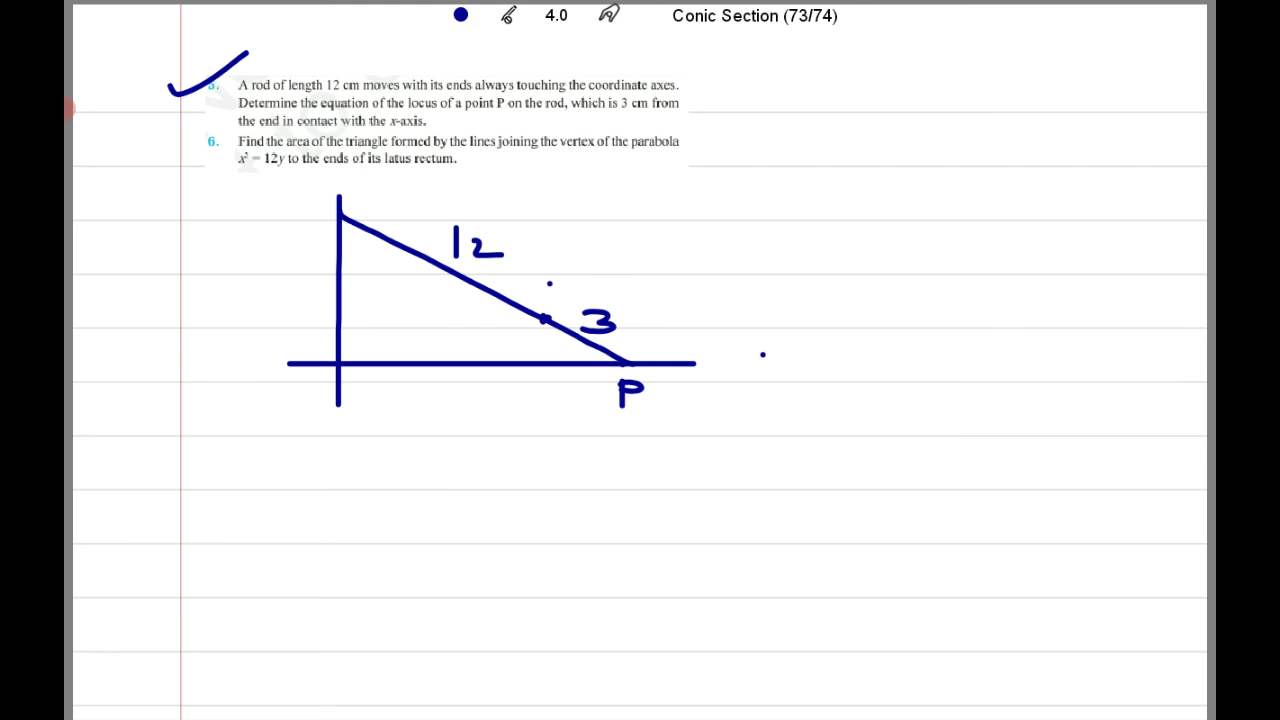 4.0 Conic Section (73/74)
5. A rod of length 12 cm moves with its ends always touching the coordinate axes.
Determine the equation of the locus of a point P on the rod, which is 3 cm from
the end in contact with the x-axis.
6. Find the area of the triangle formed by the lines joining the vertex of the parabola
x² = 12y to the ends of its latus rectum.
12
3
P